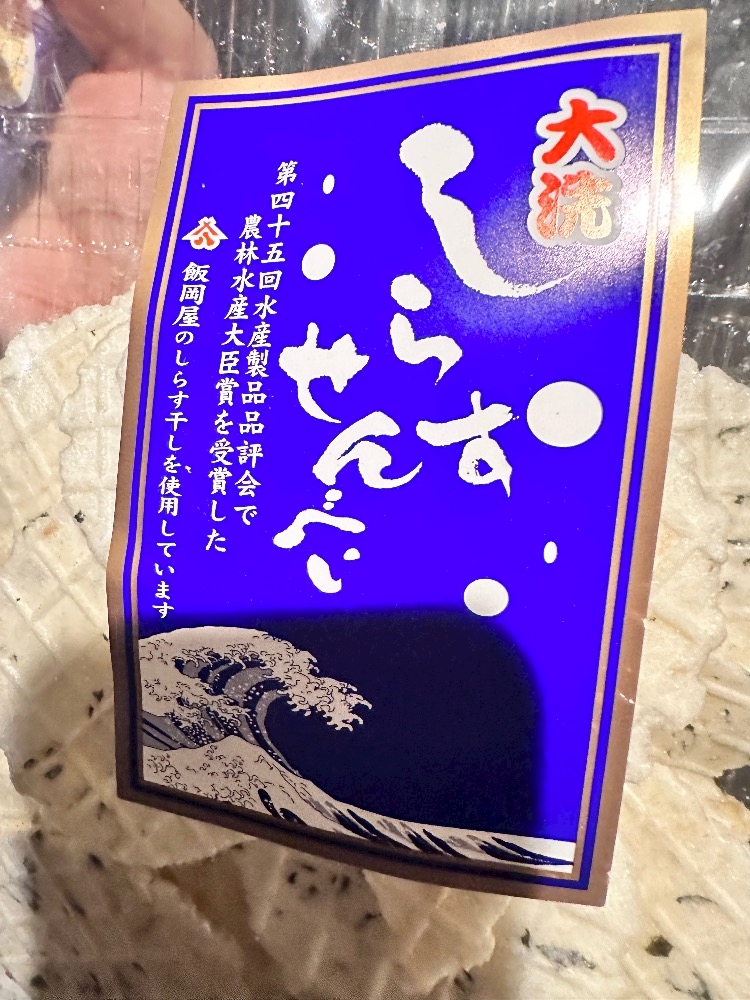 大洗
しらす
せんべい
第四十五回水産製品品評会で
農林水産大臣賞を受賞した
飯岡屋のしらす干しを、使用しています